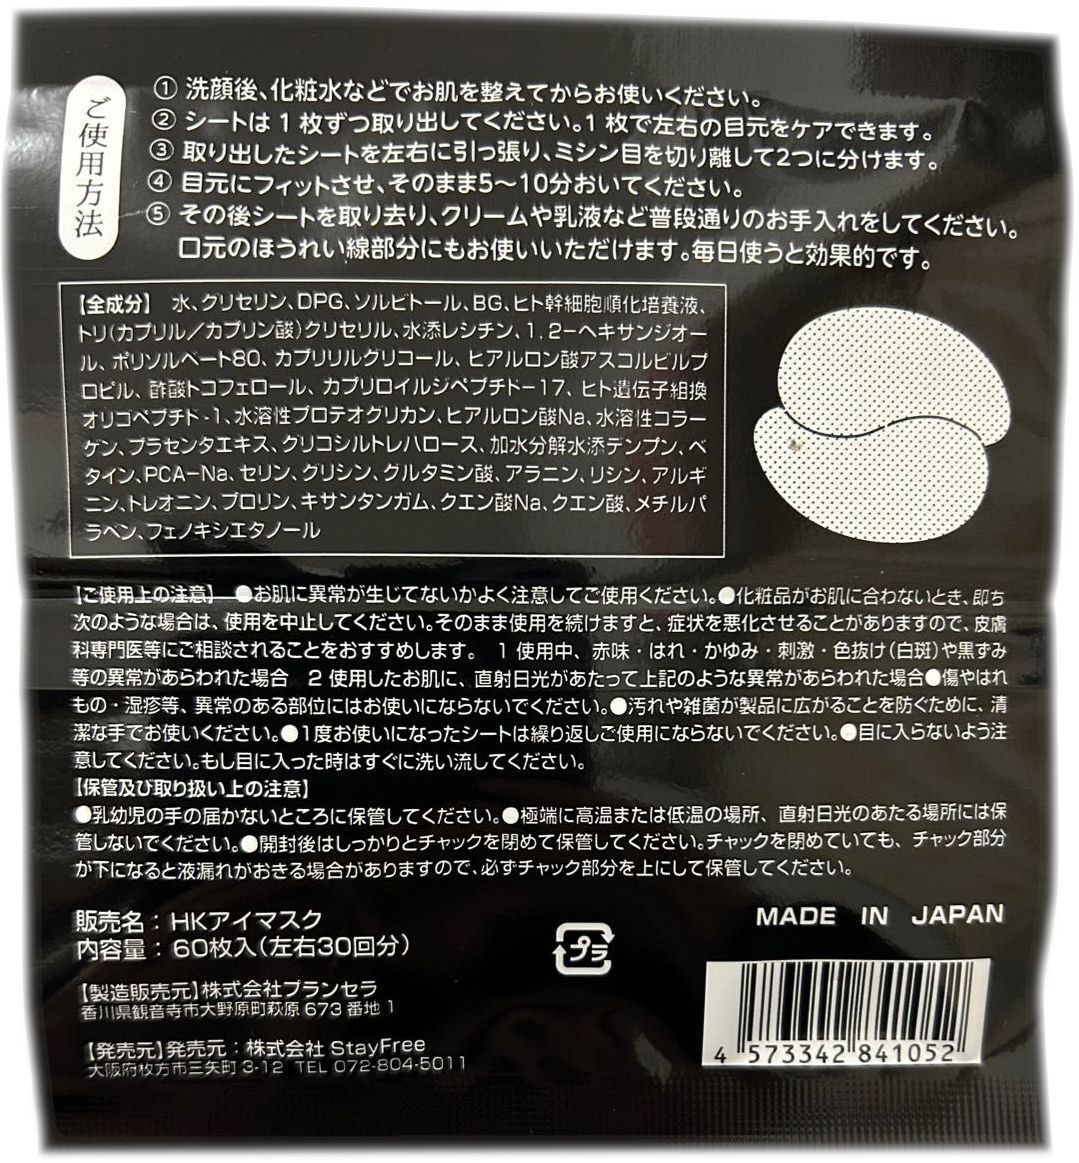 ご使用方法
① 洗顔後、化粧水などでお肌を整えてからお使いください。
② シートは 1 枚ずつ取り出してください。1 枚で左右の目元をケアできます。
③ 取り出したシートを左右に引っ張り、ミシン目を切り離して2つに分けます。
④ 目元にフィットさせ、そのまま5～10分おいてください。
⑤ その後シートを取り去り、クリームや乳液など普段通りのお手入れをしてください。
口元のほうれい線部分にもお使いいただけます。毎日使うと効果的です。
【全成分】 水、グリセリン、DPG、ソルビトール、BG、ヒト幹細胞順化培養液、
トリ(カプリル／カプリン酸)グリセリル、水添レシチン、1,2-ヘキサンジオー
ル、ポリソルベート80、カプリリルグリコール、ヒアルロン酸アスコルビルプ
ロピル、酢酸トコフェロール、カプロイルジペプチド-17、ヒト遺伝子組換
オリゴペプチド-1、水溶性プロテオグリカン、ヒアルロン酸Na、水溶性コラー
ゲン、プラセンタエキス、グリコシルトレハロース、加水分解水添デンプン、ベ
タイン、PCA-Na、セリン、グリシン、グルタミン酸、アラニン、リシン、アルギ
ニン、トレオニン、プロリン、キサンタンガム、クエン酸Na、クエン酸、メチルパ
ラベン、フェノキシエタノール
【ご使用上の注意】 ●お肌に異常が生じてないかよく注意してご使用ください。●化粧品がお肌に合わないとき、即ち
次のような場合は、使用を中止してください。そのまま使用を続けますと、症状を悪化させることがありますので、皮膚
科専門医等にご相談されることをおすすめします。 1 使用中、赤味・はれ・かゆみ・刺激・色抜け(白斑)や黒ずみ
等の異常があらわれた場合 2 使用したお肌に、直射日光があたって上記のような異常があらわれた場合●傷やはれ
もの・湿疹等、異常のある部位にはお使いにならないでください。●汚れや雑菌が製品に広がることを防ぐために、清
潔な手でお使いください。●1度お使いになったシートは繰り返しご使用にならないでください。●目に入らないよう注
意してください。もし目に入った時はすぐに洗い流してください。
【保管及び取り扱い上の注意】
●乳幼児の手の届かないところに保管してください。●極端に高温または低温の場所、直射日光のあたる場所には保
管しないでください。●開封後はしっかりとチャックを閉めて保管してください。チャックを閉めていても、チャック部分
が下になると液漏れがおきる場合がありますので、必ずチャック部分を上にして保管してください。
販売名：HKアイマスク
内容量：60枚入(左右30回分)
プラ
MADE IN JAPAN
【製造販売元】株式会社プランセラ
香川県観音寺市大野原町萩原 673 番地 1
【発売元】発売元：株式会社 StayFree
大阪府枚方市三矢町 3-12 TEL 072-804-5011
4 573342 841052